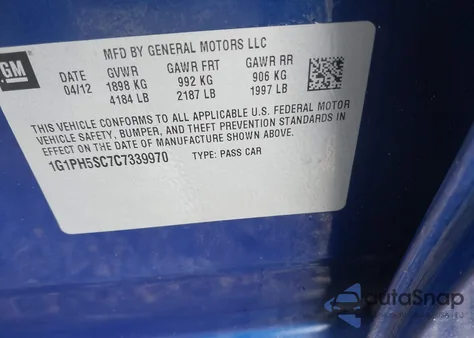 GM
MFD BY GENERAL MOTORS LLC
DATE GVWR GAWR FRT GAWR RR
04/12 1898 KG 992 KG 906 KG
4184 LB 2187 LB 1997 LB
THIS VEHICLE CONFORMS TO ALL APPLICABLE U.S. FEDERAL MOTOR
VEHICLE SAFETY, BUMPER, AND THEFT PREVENTION STANDARDS IN
EFFECT ON THE DATE OF MANUFACTURE SHOWN ABOVE.
1G1PH5SC7C7339970 TYPE: PASS CAR
autoSnap